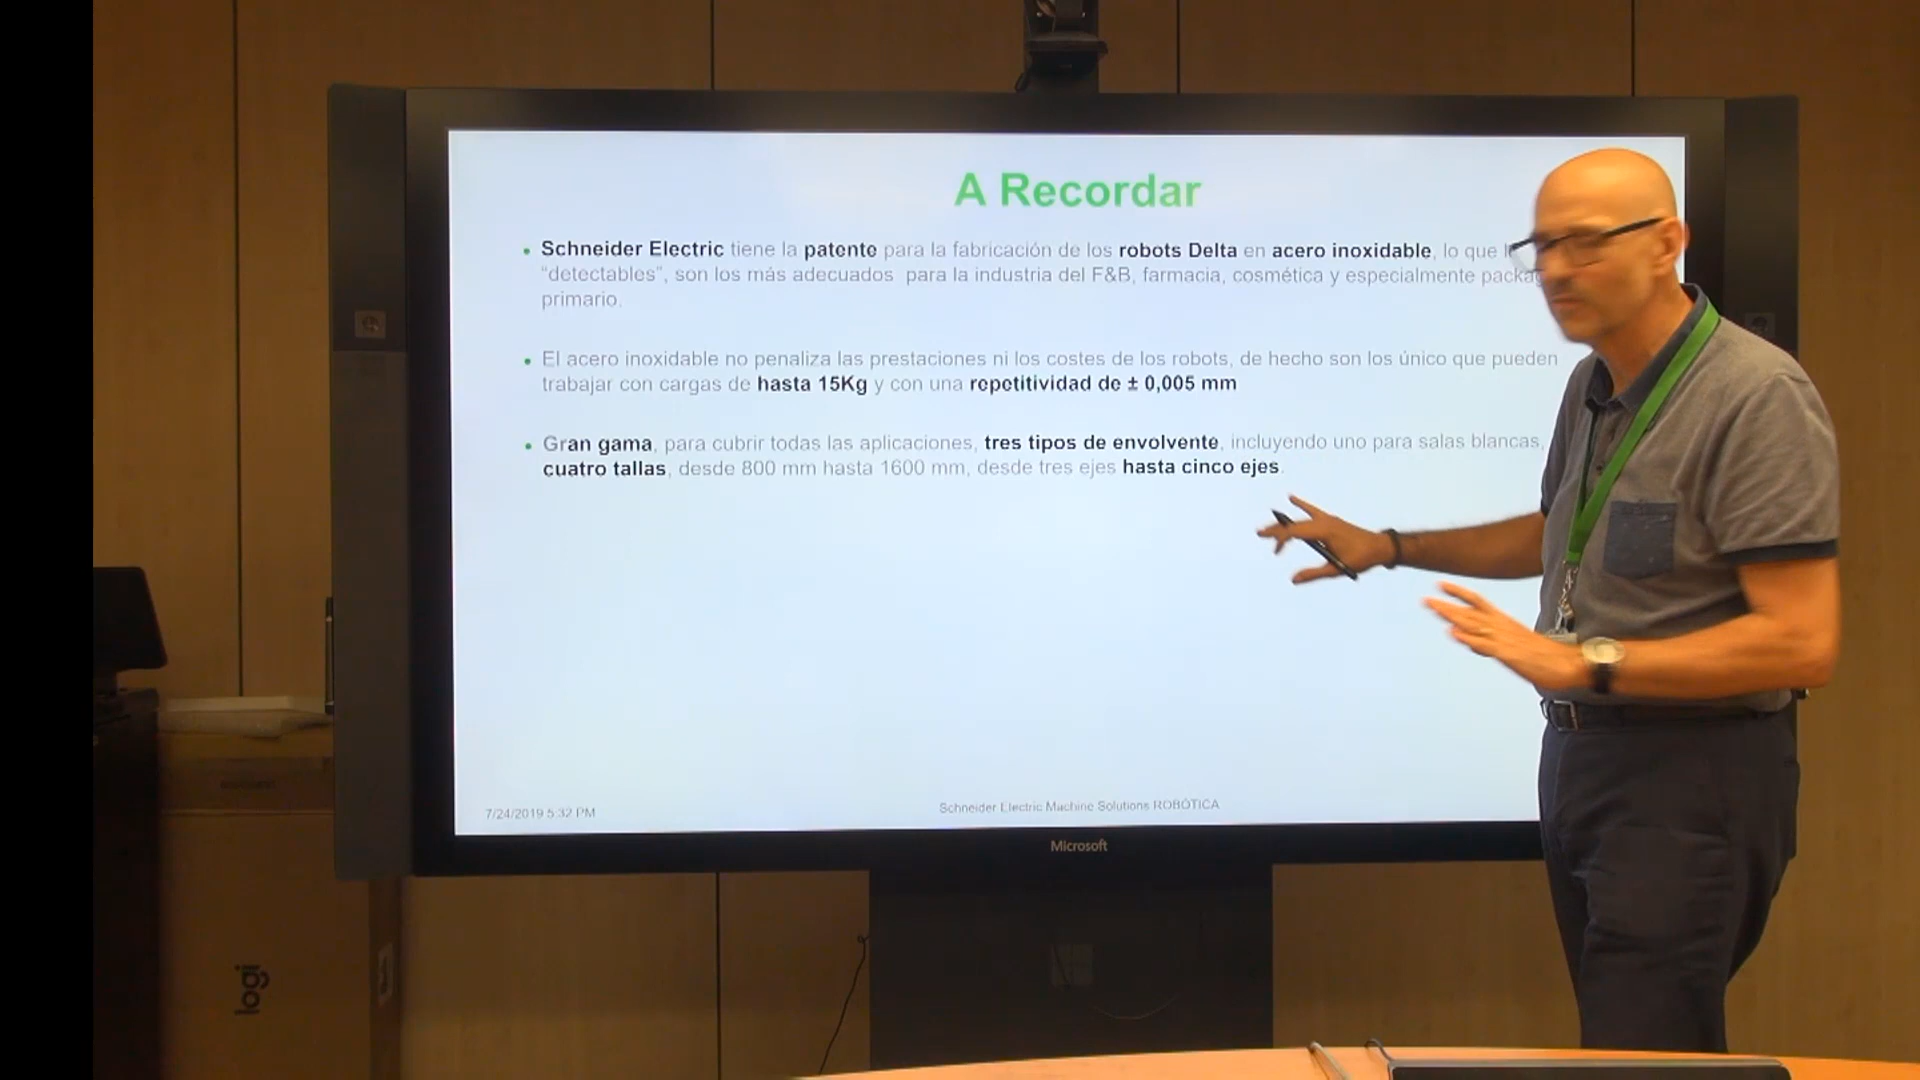 A Recordar
• Schneider Electric tiene la patente para la fabricación de los robots Delta en acero inoxidable, lo que
"detectables", son los más adecuados para la industria del F&B, farmacia, cosmética y especialmente
primario.
• El acero inoxidable no penaliza las prestaciones ni los costes de los robots, de hecho son los único que pueden
trabajar con cargas de hasta 15Kg y con una repetitividad de ± 0,005 mm
• Gran gama, para cubrir todas las aplicaciones, tres tipos de envolvente, incluyendo uno para salas blancas,
cuatro tallas, desde 800 mm hasta 1600 mm, desde tres ejes hasta cinco ejes.
7/24/2019 5:32 PM
Schneider Electric Machine Solutions ROBÓTICA
Microsoft
logi